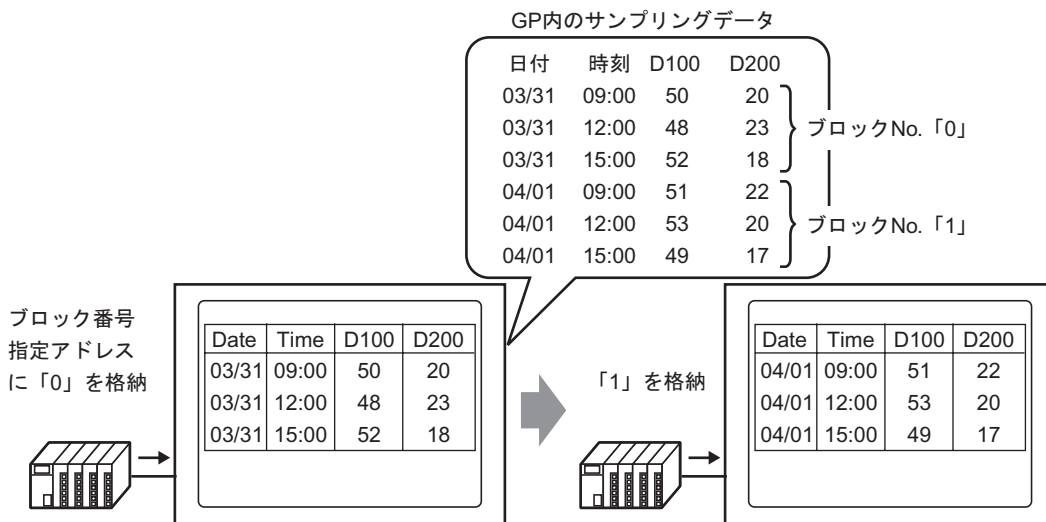 GP内のサンプリングデータ
日付 時刻 D100 D200
03/31 09:00 50 20
03/31 12:00 48 23
03/31 15:00 52 18
ブロックNo.「0」
04/01 09:00 51 22
04/01 12:00 53 20
04/01 15:00 49 17
ブロックNo.「1」
ブロック番号
指定アドレス
に「0」を格納
Date Time D100 D200
03/31 09:00 50 20
03/31 12:00 48 23
03/31 15:00 52 18
「1」を格納
Date Time D100 D200
04/01 09:00 51 22
04/01 12:00 53 20
04/01 15:00 49 17